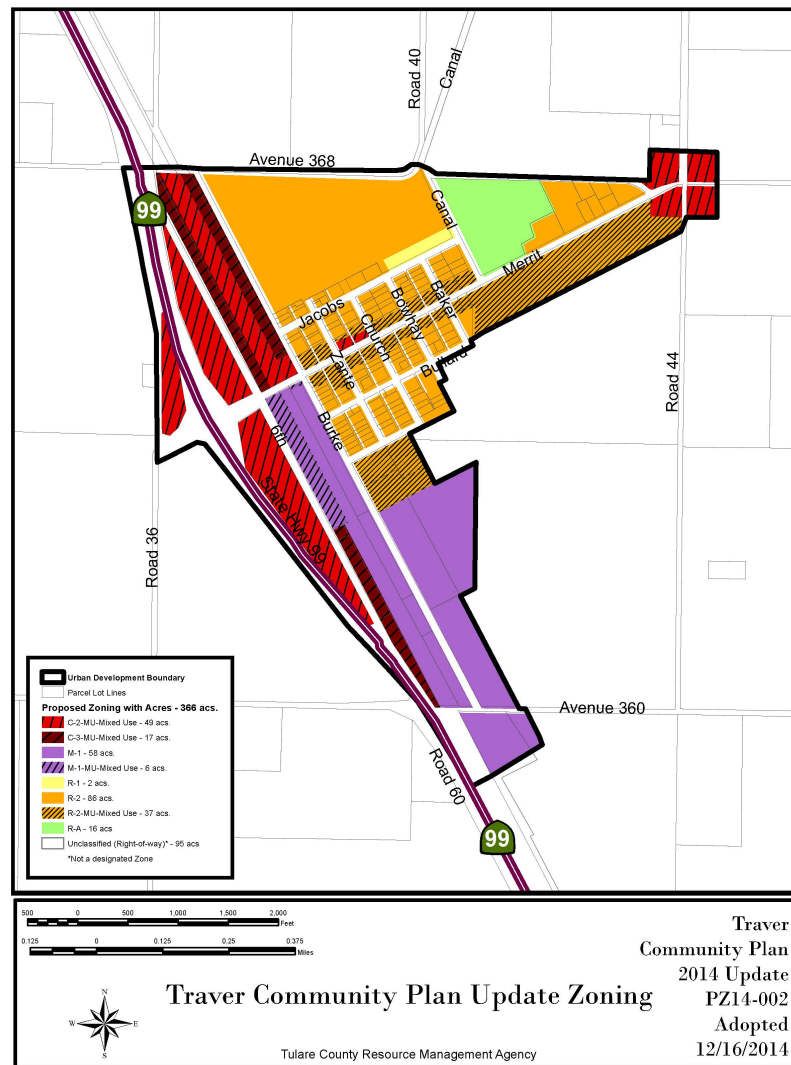 Road 40
Canal
Avenue 368
99
Canal
Merrit
Jacobs
Baker
Bowhay
Church
Zante
Bullard
Burke
6th
State Hwy 99
Road 44
Road 36
Avenue 360
Road 60
99
Urban Development Boundary
Parcel Lot Lines
Proposed Zoning with Acres - 366 acs.
C-2-MU-Mixed Use - 49 acs.
C-3-MU-Mixed Use - 17 acs.
M-1 - 58 acs.
M-1-MU-Mixed Use - 6 acs.
R-1 - 2 acs.
R-2 - 86 acs.
R-2-MU-Mixed Use - 37 acs.
R-A - 16 acs
Unclassified (Right-of-way)* - 95 acs
*Not a designated Zone
500 0 500 1,000 1,500 2,000
Feet
0.125 0 0.125 0.25 0.375
Miles
N
W E
S
Traver Community Plan Update Zoning
Tulare County Resource Management Agency
Traver
Community Plan
2014 Update
PZ14-002
Adopted
12/16/2014